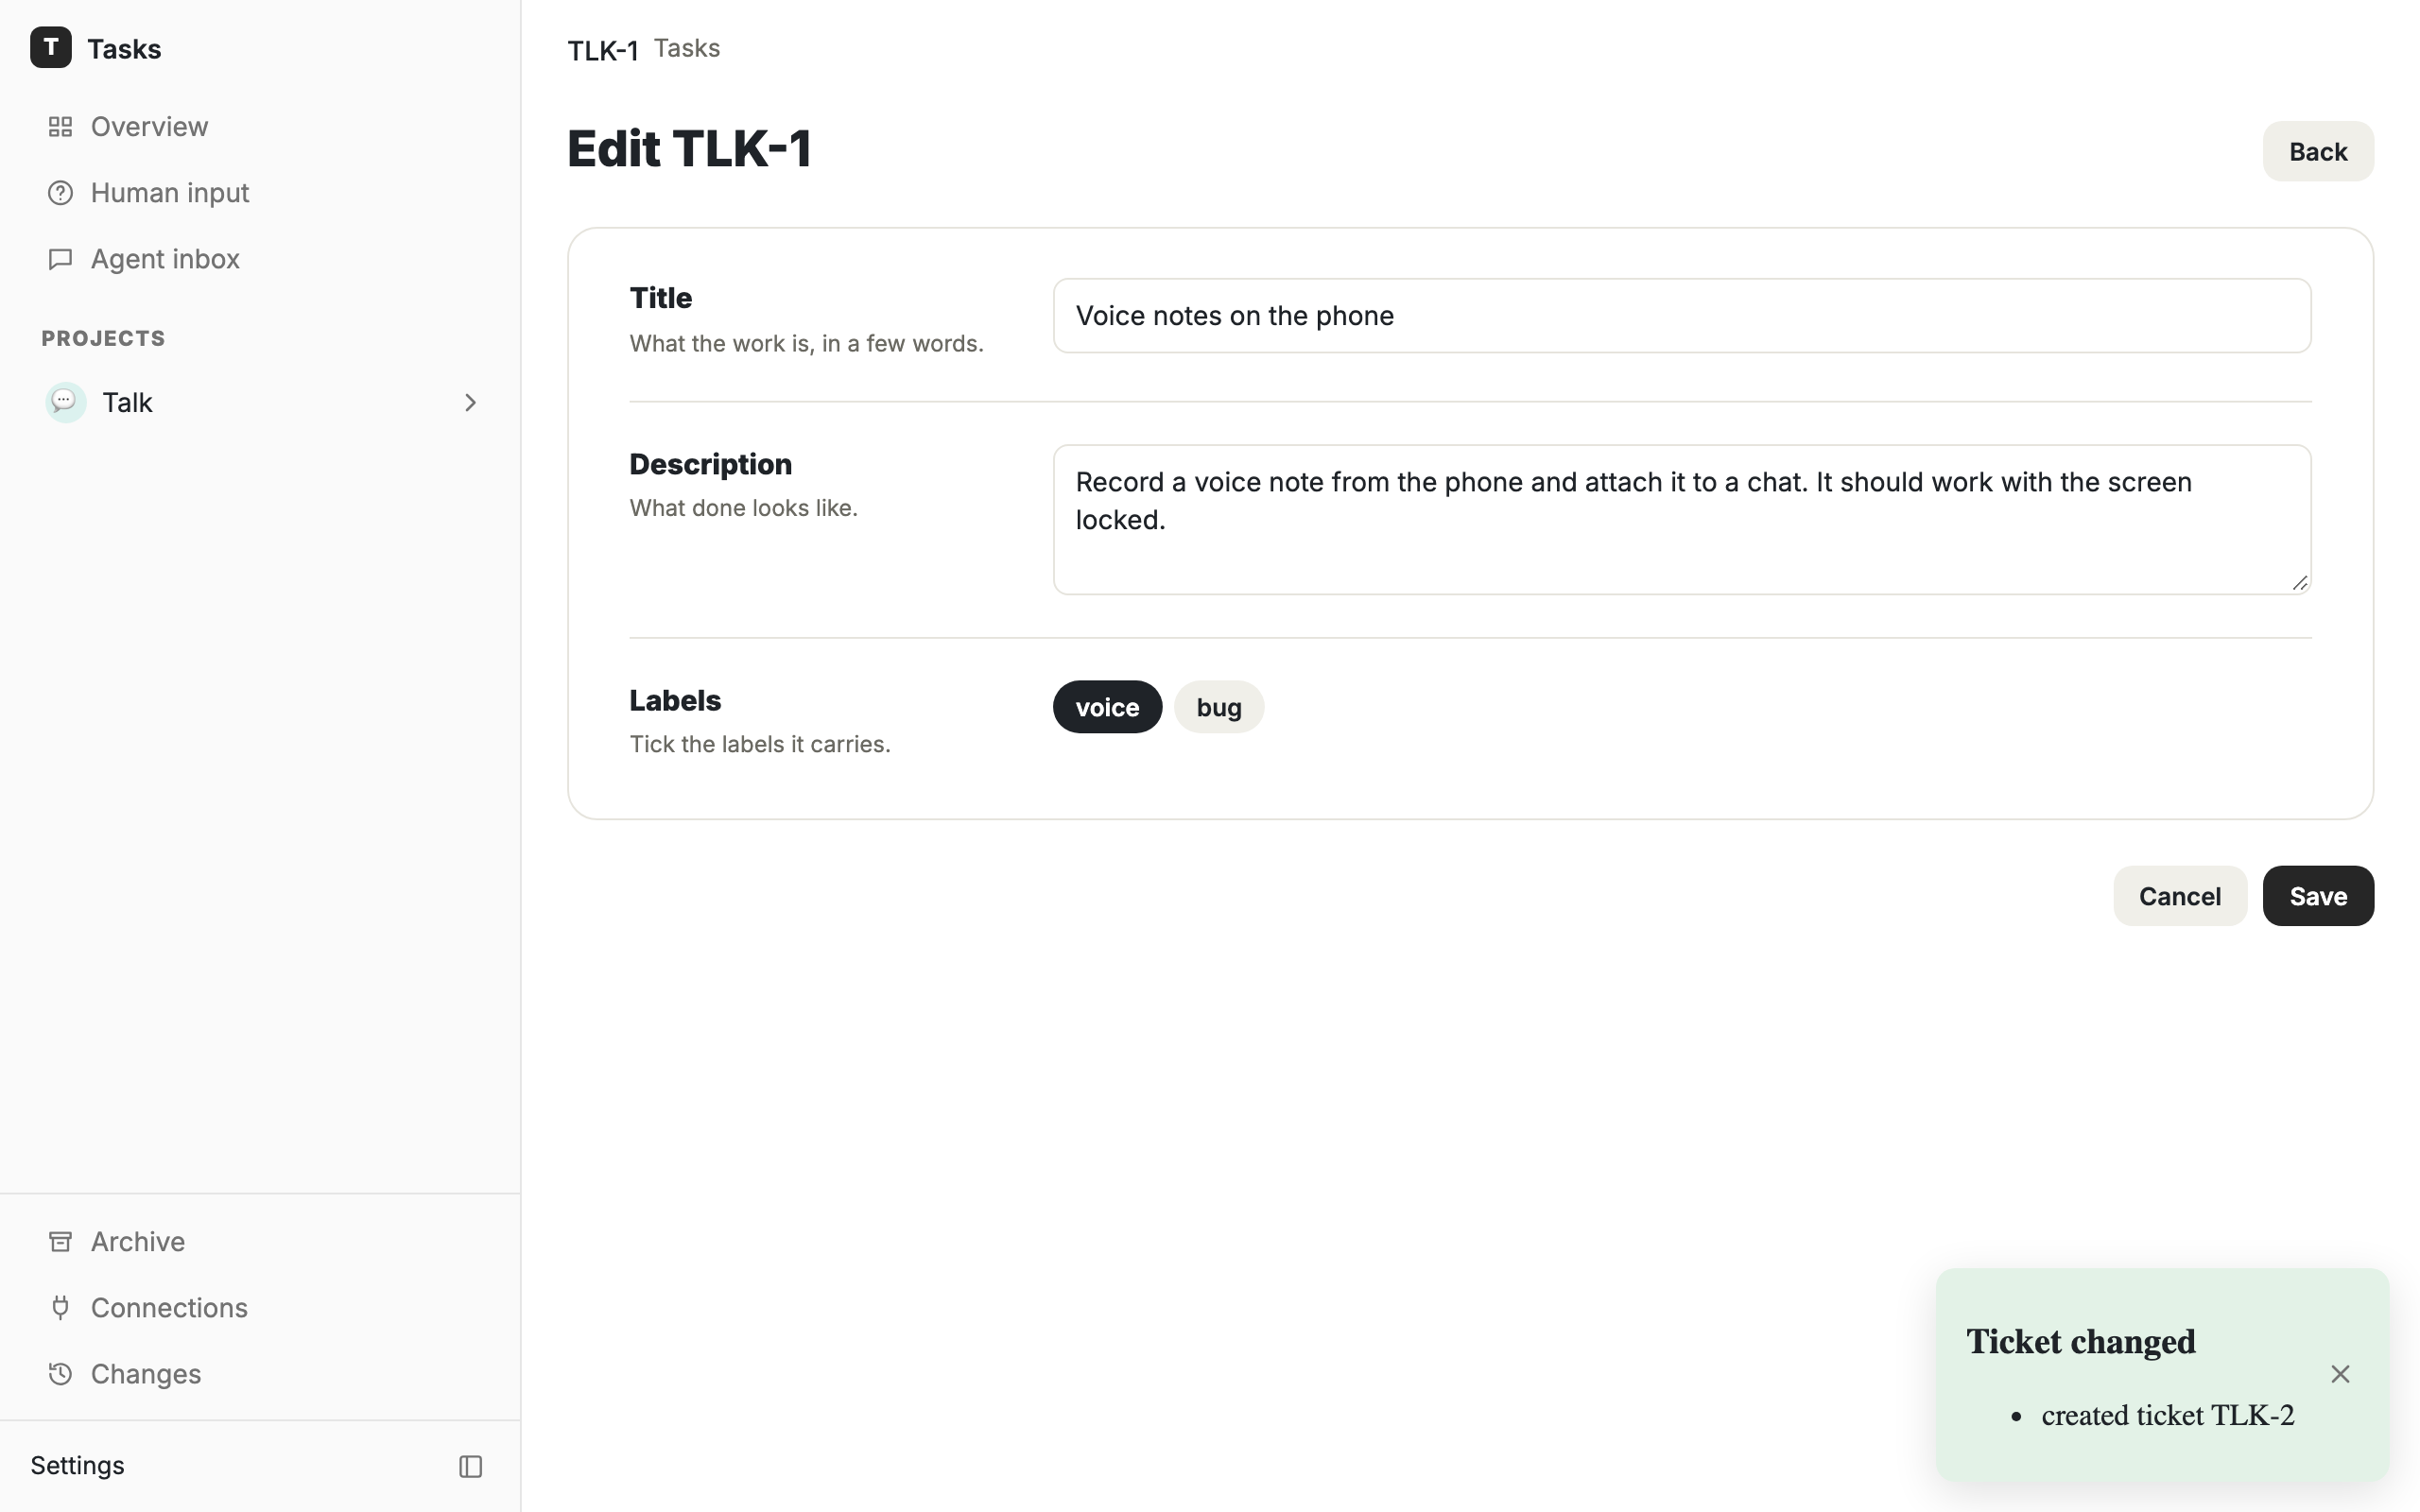 T Tasks
Overview
Human input
Agent inbox
PROJECTS
Talk
Archive
Connections
Changes
Settings
TLK-1 Tasks
Edit TLK-1
Back
Title
What the work is, in a few words.
Voice notes on the phone
Description
What done looks like.
Record a voice note from the phone and attach it to a chat. It should work with the screen
locked.
Labels
Tick the labels it carries.
voice bug
Cancel Save
Ticket changed
• created ticket TLK-2